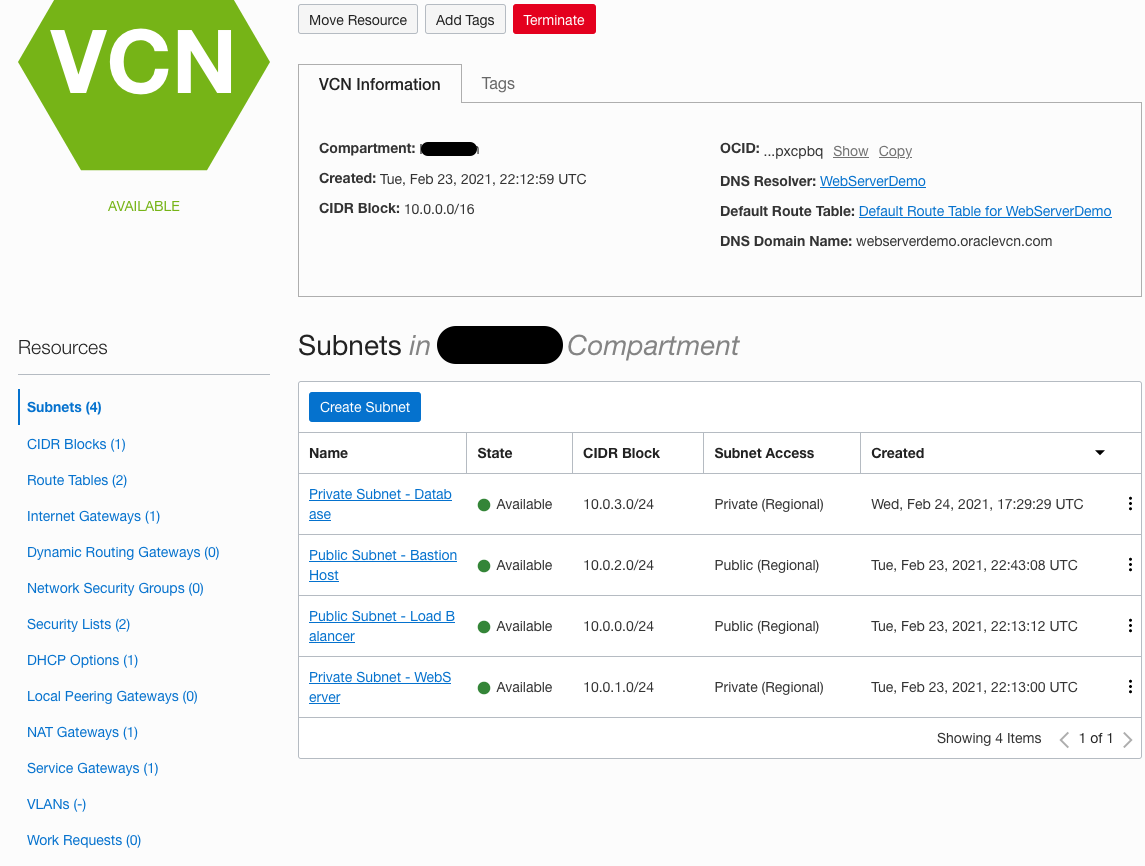 VCN
AVAILABLE
Move Resource Add Tags Terminate
VCN Information Tags
Compartment:
Created: Tue, Feb 23, 2021, 22:12:59 UTC
CIDR Block: 10.0.0.0/16
OCID: ...pxcpbq Show Copy
DNS Resolver: WebServerDemo
Default Route Table: Default Route Table for WebServerDemo
DNS Domain Name: webserverdemo.oraclevcn.com
Resources
Subnets (4)
CIDR Blocks (1)
Route Tables (2)
Internet Gateways (1)
Dynamic Routing Gateways (0)
Network Security Groups (0)
Security Lists (2)
DHCP Options (1)
Local Peering Gateways (0)
NAT Gateways (1)
Service Gateways (1)
VLANs (-)
Work Requests (0)
Subnets in Compartment
Create Subnet
Name State CIDR Block Subnet Access Created
Private Subnet - Datab
ase
Available 10.0.3.0/24 Private (Regional) Wed, Feb 24, 2021, 17:29:29 UTC
Public Subnet - Bastion
Host
Available 10.0.2.0/24 Public (Regional) Tue, Feb 23, 2021, 22:43:08 UTC
Public Subnet - Load B
alancer
Available 10.0.0.0/24 Public (Regional) Tue, Feb 23, 2021, 22:13:12 UTC
Private Subnet - WebS
erver
Available 10.0.1.0/24 Private (Regional) Tue, Feb 23, 2021, 22:13:00 UTC
Showing 4 Items 1 of 1